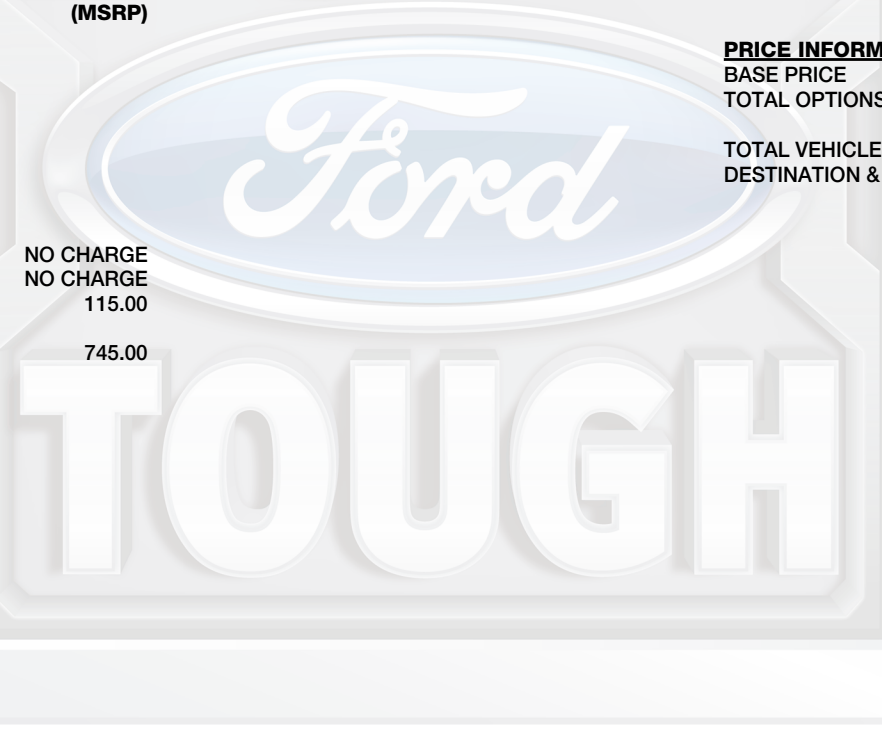 (MSRP)
NO CHARGE
NO CHARGE
115.00
745.00
PRICE INFORM
BASE PRICE
TOTAL OPTIONS
TOTAL VEHICLE
DESTINATION &
Ford
TOUGH